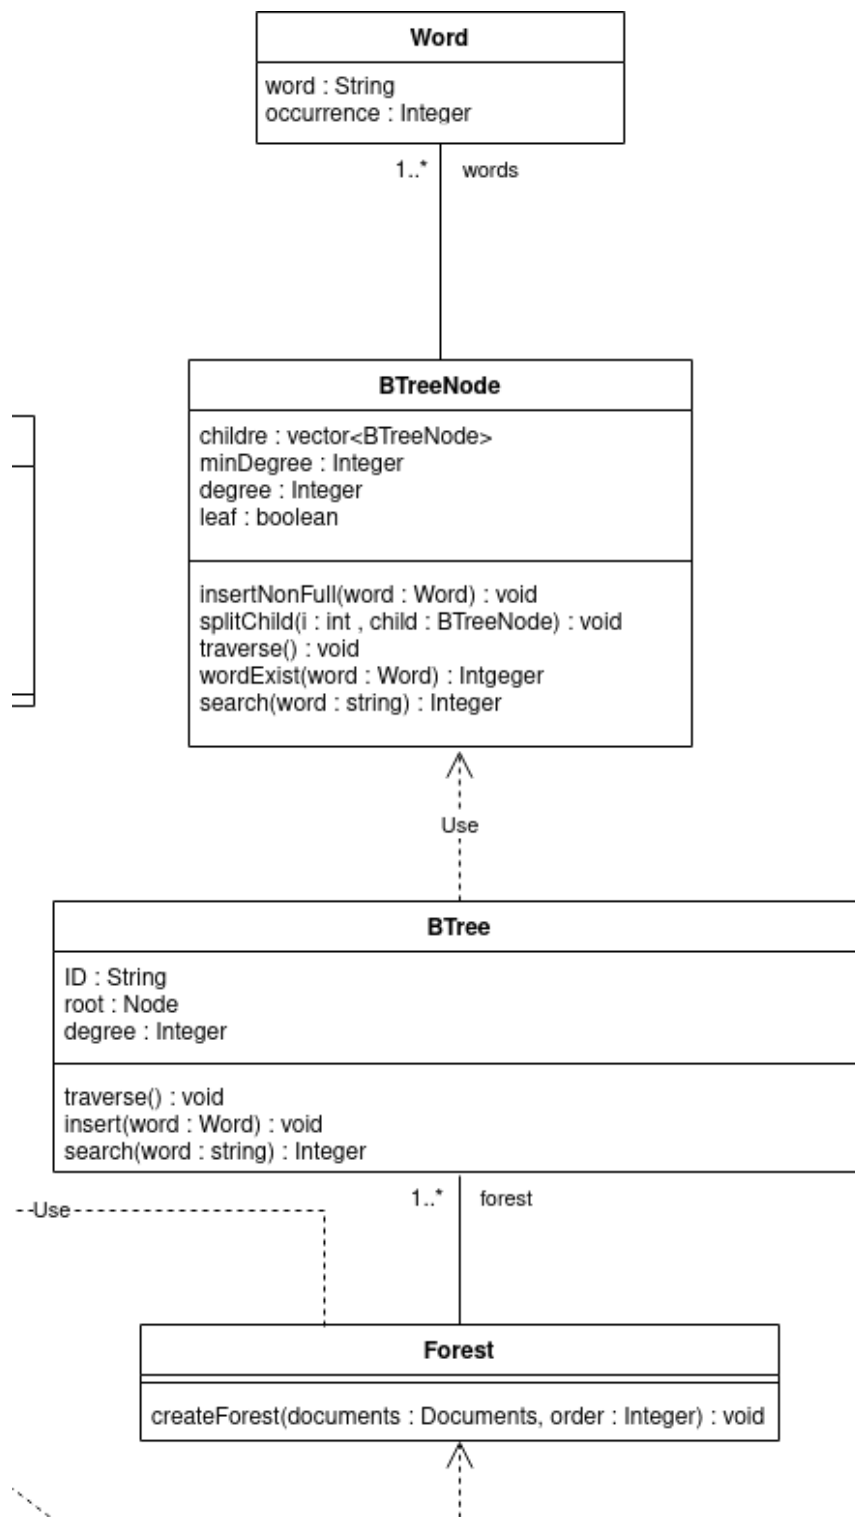 Word
word : String
occurrence : Integer
1..* words
BTreeNode
childre : vector<BTreeNode>
minDegree : Integer
degree : Integer
leaf : boolean
insertNonFull(word : Word) : void
splitChild(i : int , child : BTreeNode) : void
traverse() : void
wordExist(word : Word) : Intgeger
search(word : string) : Integer
Use
BTree
ID : String
root : Node
degree : Integer
traverse() : void
insert(word : Word) : void
search(word : string) : Integer
1..* forest
Use
Forest
createForest(documents : Documents, order : Integer) : void